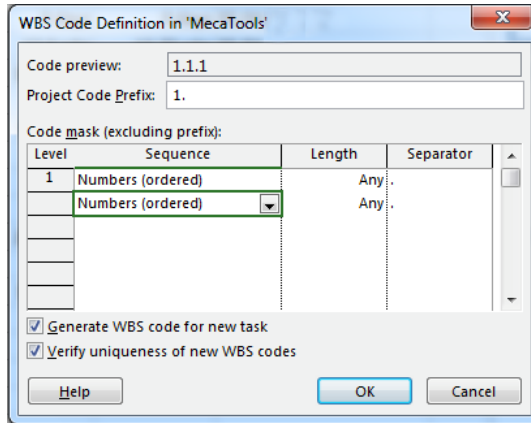 WBS Code Definition in 'MecaTools'
Code preview: 1.1.1
Project Code Prefix: 1.
Code mask (excluding prefix):
Level Sequence Length Separator
1 Numbers (ordered) Any .
Numbers (ordered) Any .
Generate WBS code for new task
Verify uniqueness of new WBS codes
Help OK Cancel